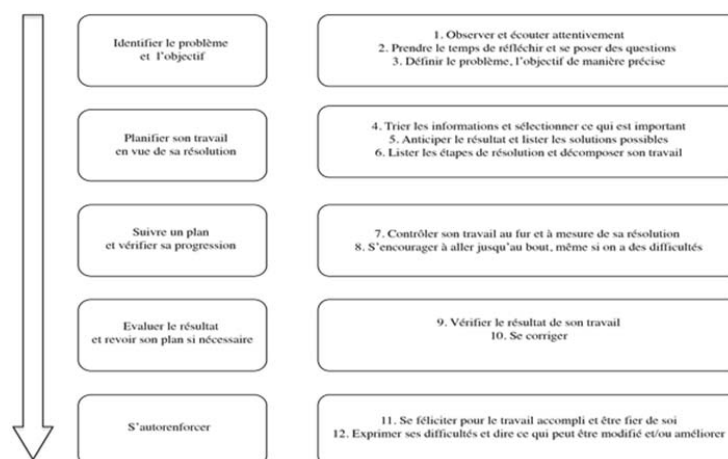 Identifier le problème
et l'objectif
1. Observer et écouter attentivement
2. Prendre le temps de réfléchir et se poser des questions
3. Définir le problème, l'objectif de manière précise
Planifier son travail
en vue de sa résolution
4. Trier les informations et sélectionner ce qui est important
5. Anticiper le résultat et lister les solutions possibles
6. Lister les étapes de résolution et décomposer son travail
Suivre un plan
et vérifier sa progression
7. Contrôler son travail au fur et à mesure de sa résolution
8. S'encourager à aller jusqu'au bout, même si on a des difficultés
Evaluer le résultat
et revoir son plan si nécessaire
9. Vérifier le résultat de son travail
10. Se corriger
S'autorenforcer
11. Se féliciter pour le travail accompli et être fier de soi
12. Exprimer ses difficultés et dire ce qui peut être modifié et/ou améliorer